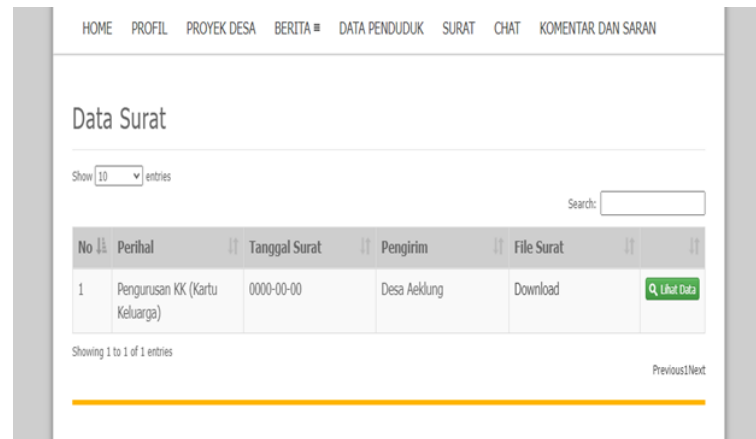 HOME PROFIL PROYEK DESA BERITA ≡ DATA PENDUDUK SURAT CHAT KOMENTAR DAN SARAN
Data Surat
Show 10 entries
Search:
No Perihal Tanggal Surat Pengirim File Surat
1 Pengurusan KK (Kartu 0000-00-00 Desa Aeklung Download Lihat Data
Keluarga)
Showing 1 to 1 of 1 entries
Previous1Next